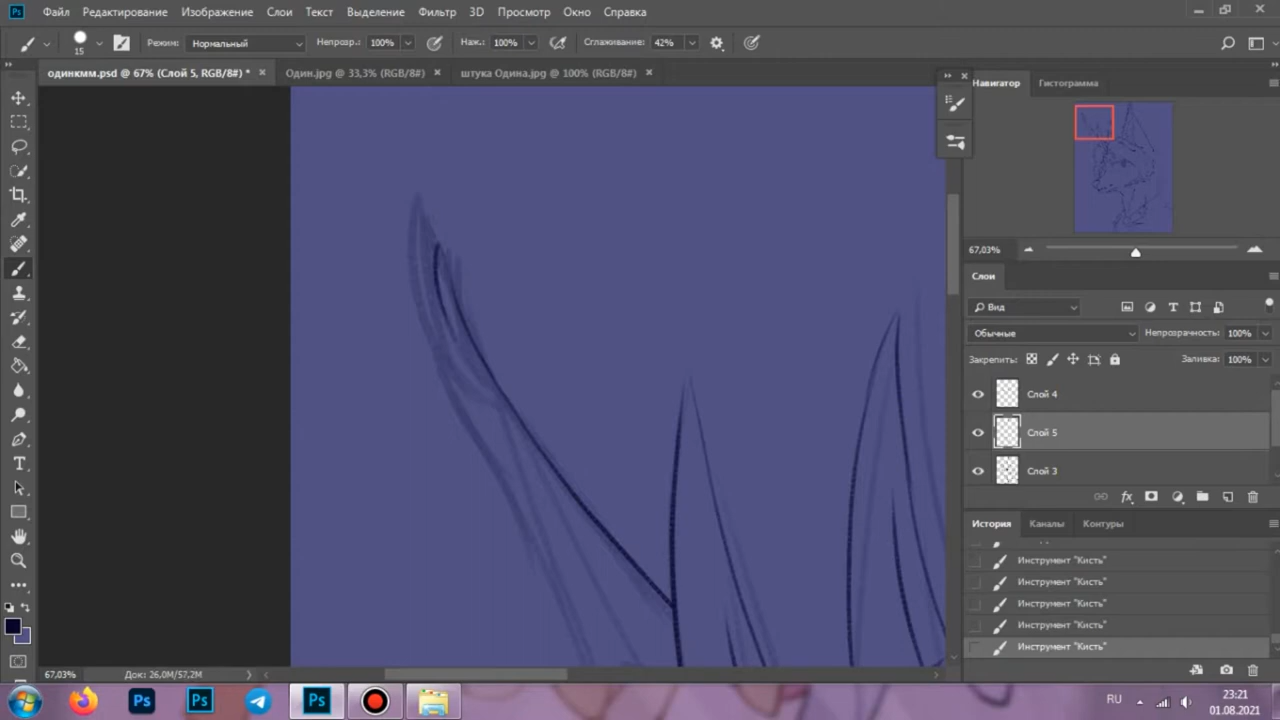 Файл Редактирование Изображение Слои Текст Выделение Фильтр 3D Просмотр Окно Справка
15 Режим: Нормальный Непрозр.: 100% Наж.: 100% Сглаживание: 42%
одинкмм.psd @ 67% (Слой 5, RGB/8#) * Один.jpg @ 33,3% (RGB/8#) штука Одина.jpg @ 100% (RGB/8#)
Навигатор Гистограмма
67,03%
Слои
Вид
Обычные Непрозрачность: 100%
Закрепить: Заливка: 100%
Слой 4
Слой 5
Слой 3
История Каналы Контуры
Инструмент "Кисть"
Инструмент "Кисть"
Инструмент "Кисть"
Инструмент "Кисть"
Инструмент "Кисть"
67,03% Док: 26,0M/57,2M
RU 23:21
01.08.2021